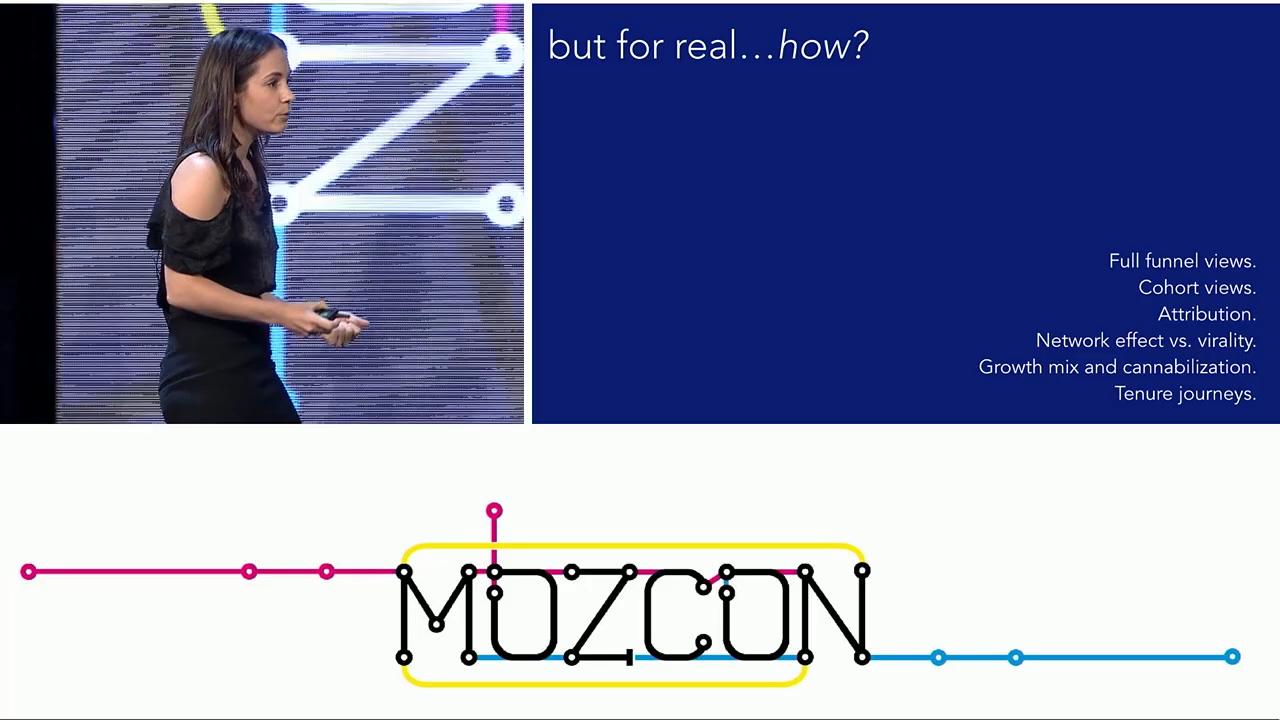 but for real...how?
Full funnel views.
Cohort views.
Attribution.
Network effect vs. virality.
Growth mix and cannabilization.
Tenure journeys.
MOZCON